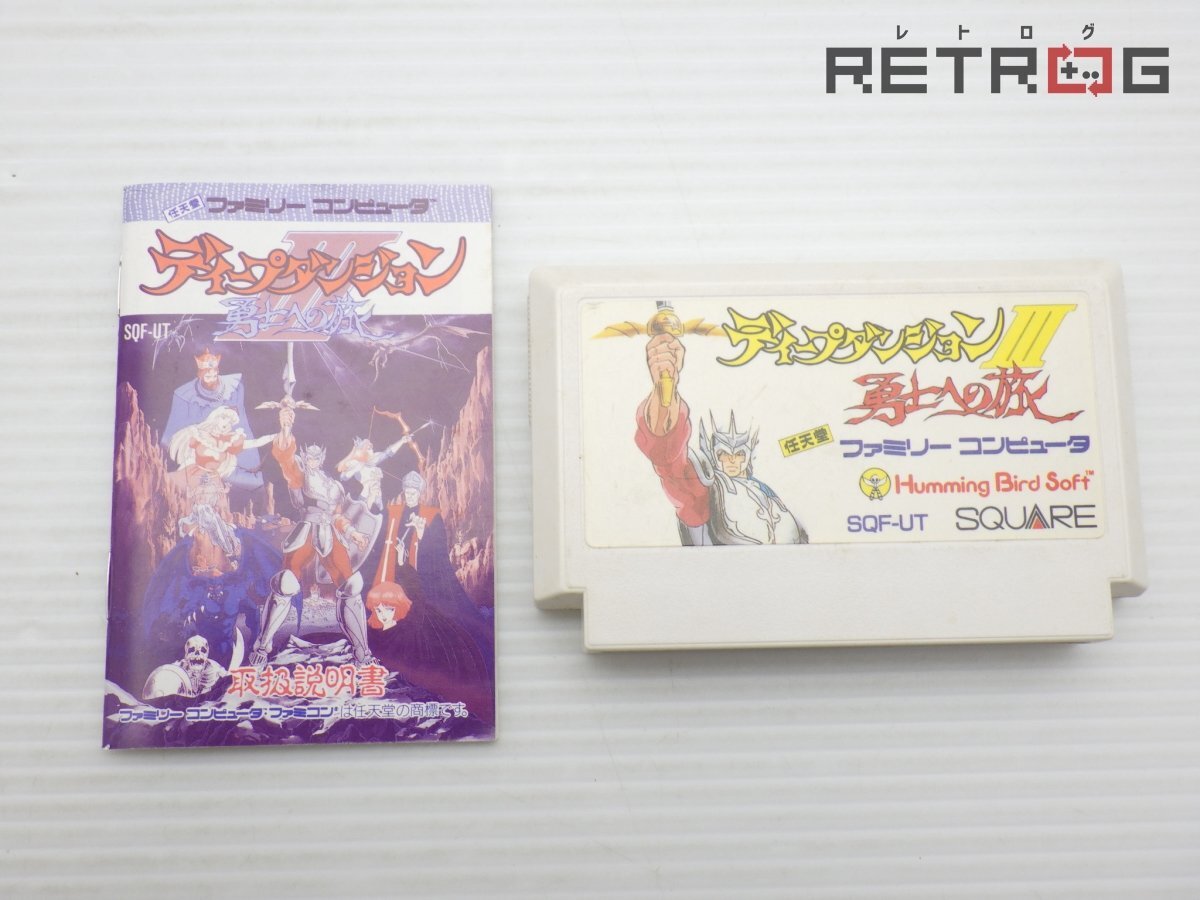 レトログ
RETROG
任天堂 ファミリー コンピュータ™
ディープダンジョン
III
勇士への旅
SQF-UT
取扱説明書
ファミリー コンピュータ・ファミコン®は任天堂の商標です。
ディープダンジョン III
勇士への旅
任天堂 ファミリー コンピュータ
Humming Bird Soft™
SQF-UT SQUARE